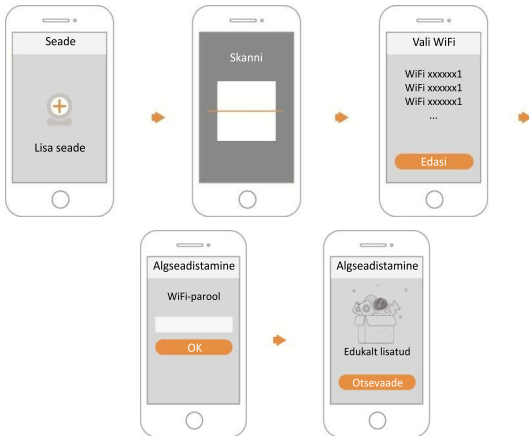 Seade
Lisa seade
Skanni
Vali WiFi
WiFi xxxxxx1
WiFi xxxxxx1
WiFi xxxxxx1
...
Edasi
Algseadistamine
WiFi-parool
OK
Algseadistamine
Edukalt lisatud
Otsevaade